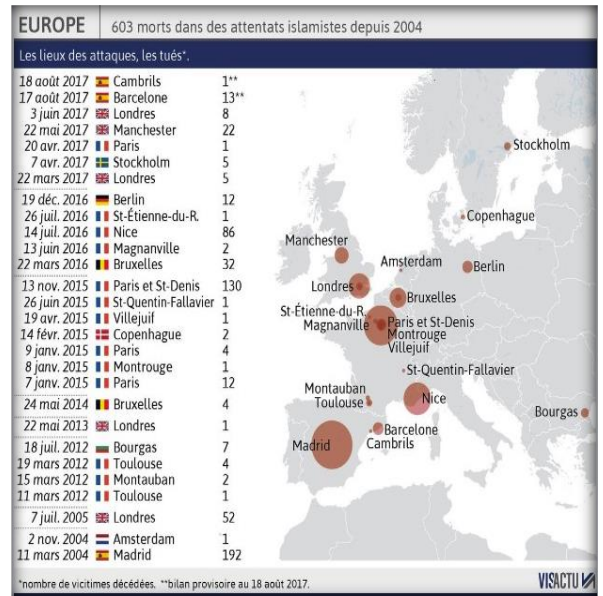 EUROPE 603 morts dans des attentats islamistes depuis 2004
Les lieux des attaques, les tués*.
18 août 2017 Cambrils 1**
17 août 2017 Barcelone 13**
3 juin 2017 Londres 8
22 mai 2017 Manchester 22
20 avr. 2017 Paris 1
7 avr. 2017 Stockholm 5
22 mars 2017 Londres 5
19 déc. 2016 Berlin 12
26 juil. 2016 St-Étienne-du-R. 1
14 juil. 2016 Nice 86
13 juin 2016 Magnanville 2
22 mars 2016 Bruxelles 32
13 nov. 2015 Paris et St-Denis 130
26 juin 2015 St-Quentin-Fallavier 1
19 avr. 2015 Villejuif 1
14 févr. 2015 Copenhague 2
9 janv. 2015 Paris 4
8 janv. 2015 Montrouge 1
7 janv. 2015 Paris 12
24 mai 2014 Bruxelles 4
22 mai 2013 Londres 1
18 juil. 2012 Bourgas 7
19 mars 2012 Toulouse 4
15 mars 2012 Montauban 2
11 mars 2012 Toulouse 1
7 juil. 2005 Londres 52
2 nov. 2004 Amsterdam 1
11 mars 2004 Madrid 192
Stockholm
Copenhague
Manchester
Amsterdam
Berlin
Londres
Bruxelles
St-Étienne-du-R.
Magnanville
Paris et St-Denis
Montrouge
Villejuif
St-Quentin-Fallavier
Montauban
Toulouse
Nice
Bourgas
Barcelone
Cambrils
Madrid
*nombre de vicitimes décédées. **bilan provisoire au 18 août 2017.
VISACTU